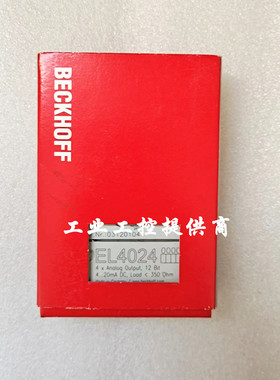 BECKHOFF
工业工控提供商
EL4024
4 x Analog Output, 12 Bit
4...20mA DC, Load < 350 Ohm